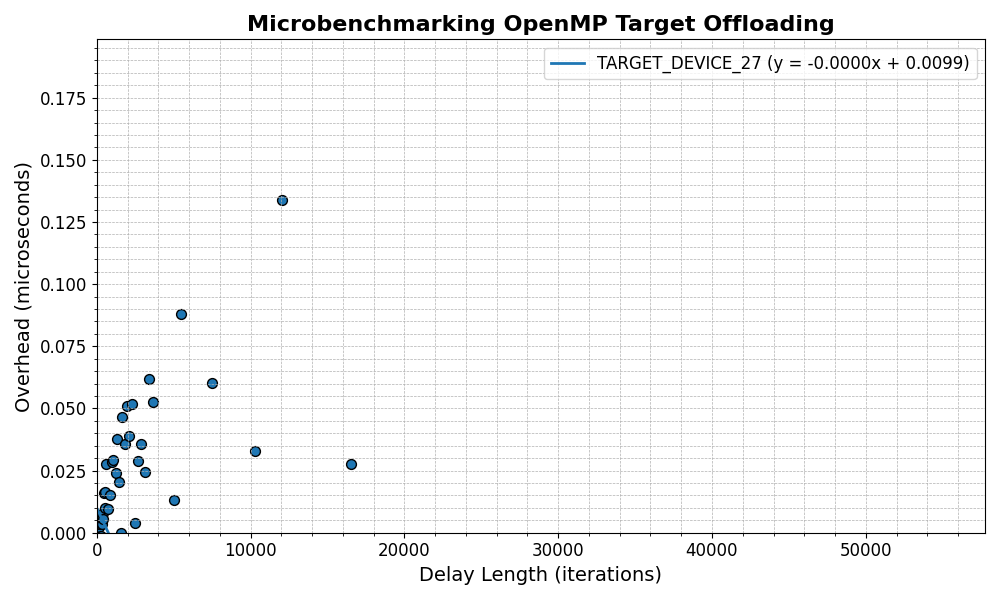 Microbenchmarking OpenMP Target Offloading
TARGET_DEVICE_27 (y = -0.0000x + 0.0099)
Overhead (microseconds)
0.175
0.150
0.125
0.100
0.075
0.050
0.025
0.000
0 10000 20000 30000 40000 50000
Delay Length (iterations)